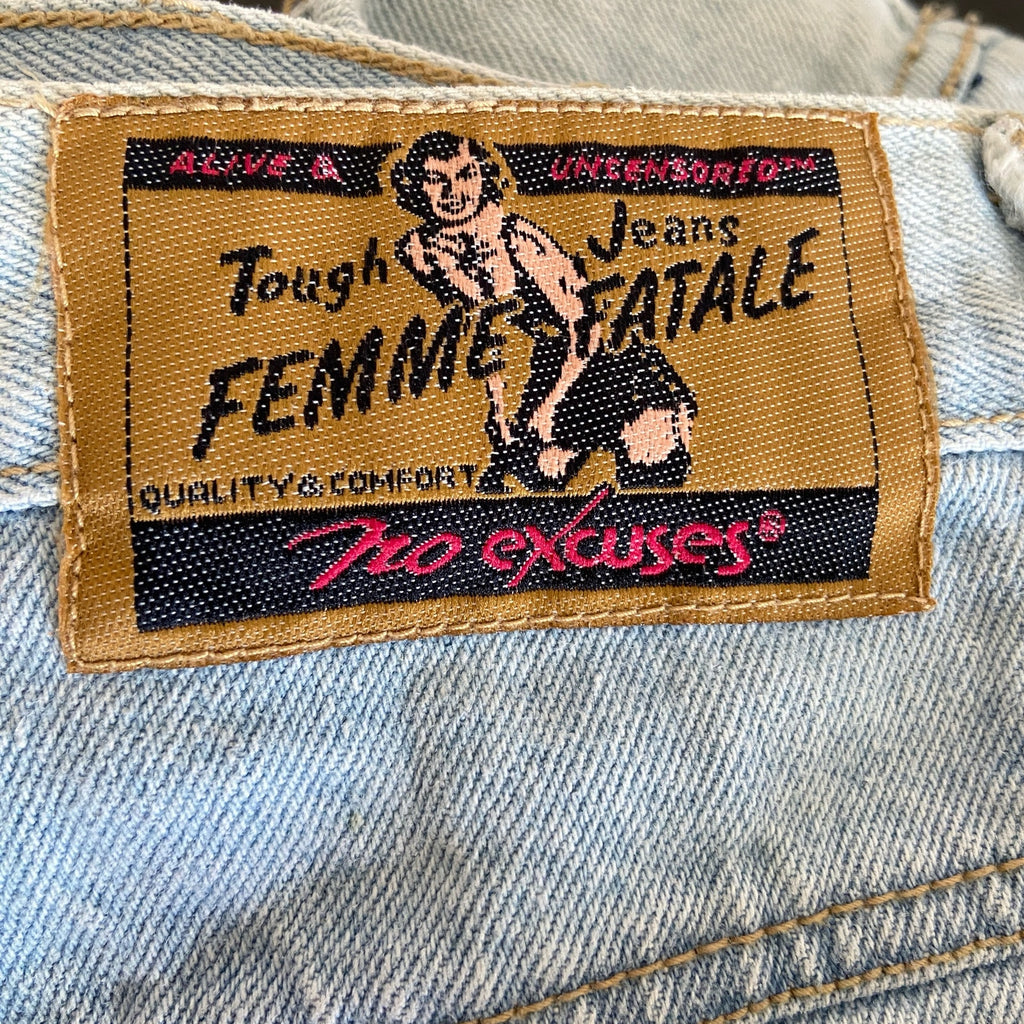 ALIVE & UNCENSORED™
Tough Jeans
FEMME FATALE
QUALITY & COMFORT
no excuses®